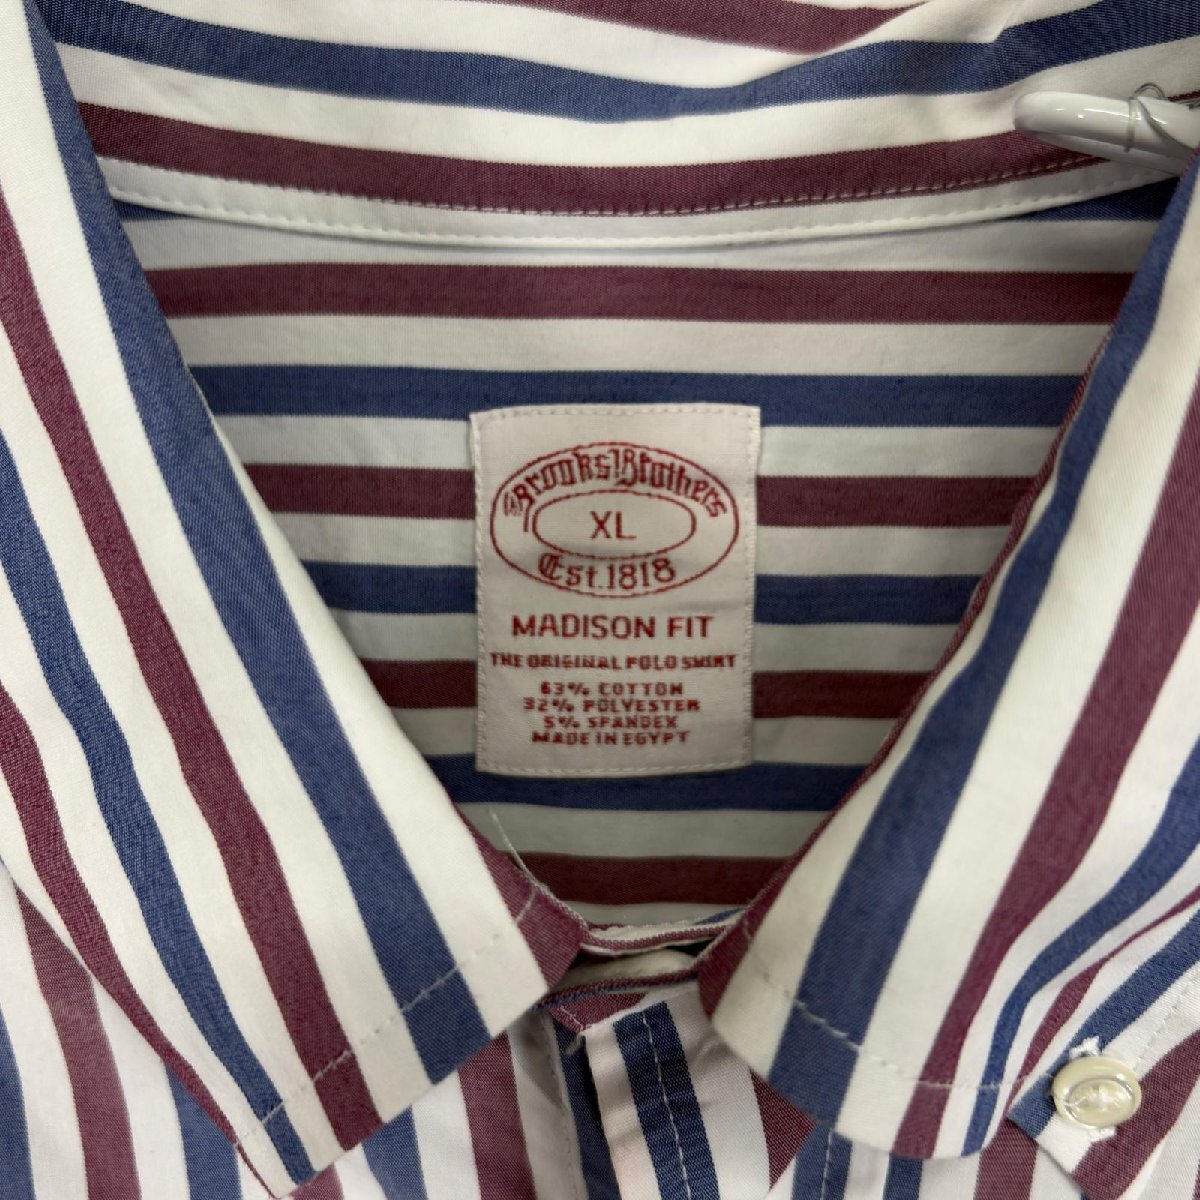 Brooks Brothers
XL
Est. 1818
MADISON FIT
THE ORIGINAL POLO SHIRT
63% COTTON
32% POLYESTER
5% SPANDEX
MADE IN EGYPT